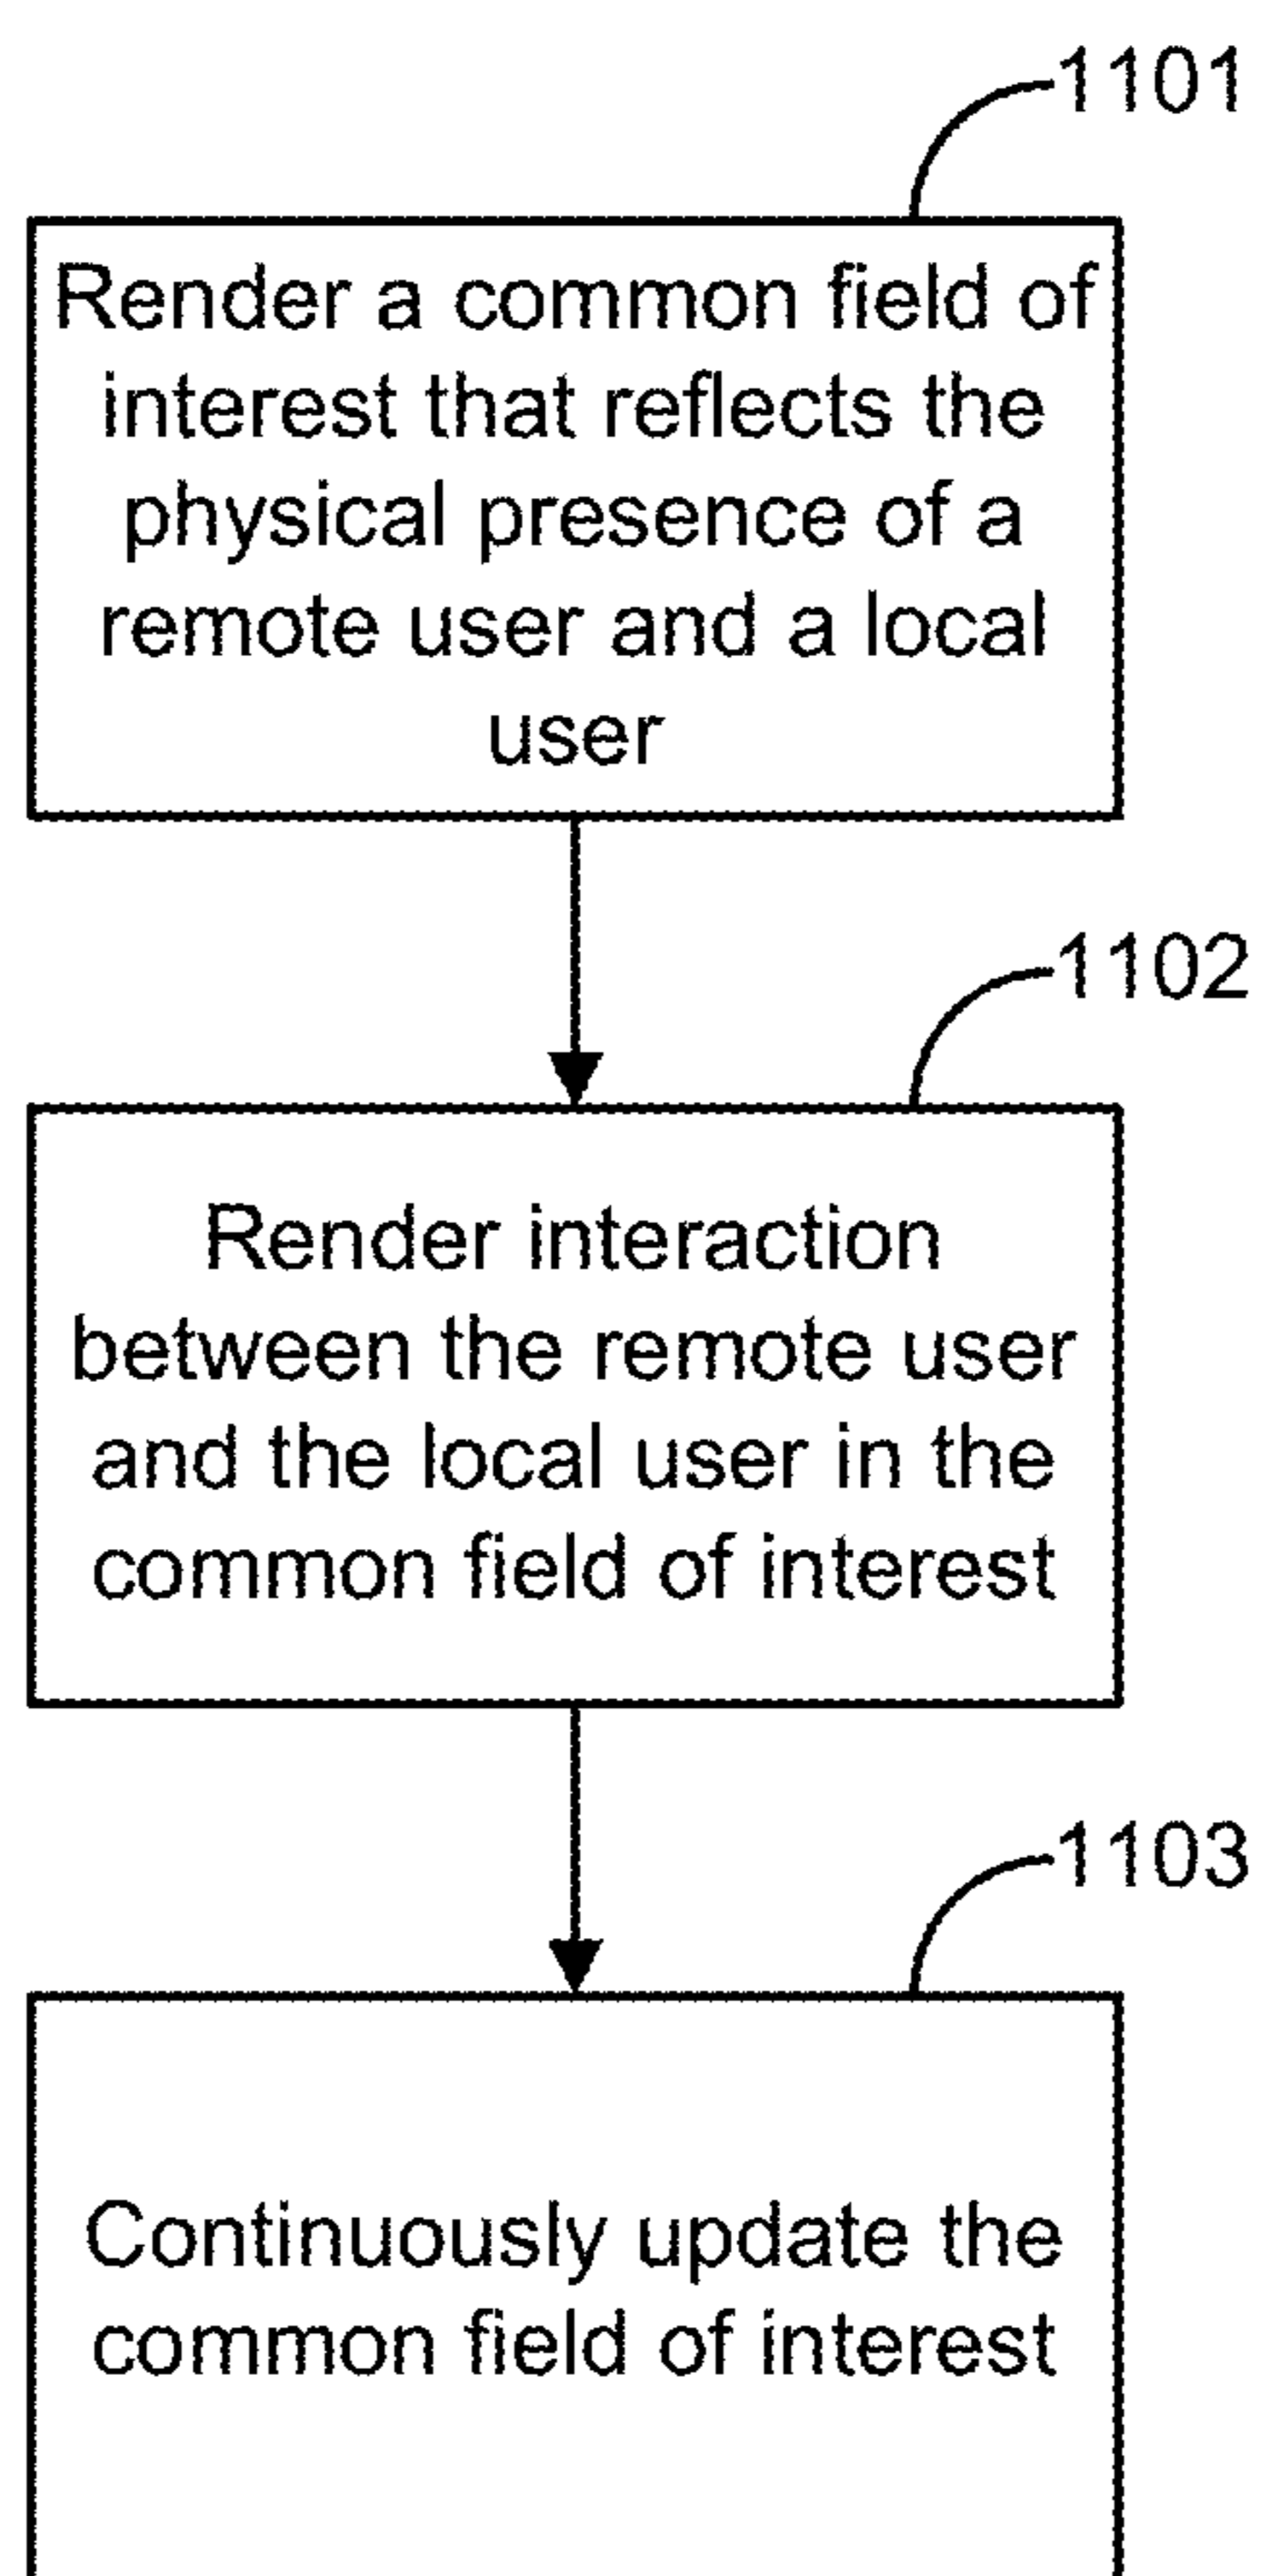 1101
Render a common field of
interest that reflects the
physical presence of a
remote user and a local
user
1102
Render interaction
between the remote user
and the local user in the
common field of interest
1103
Continuously update the
common field of interest